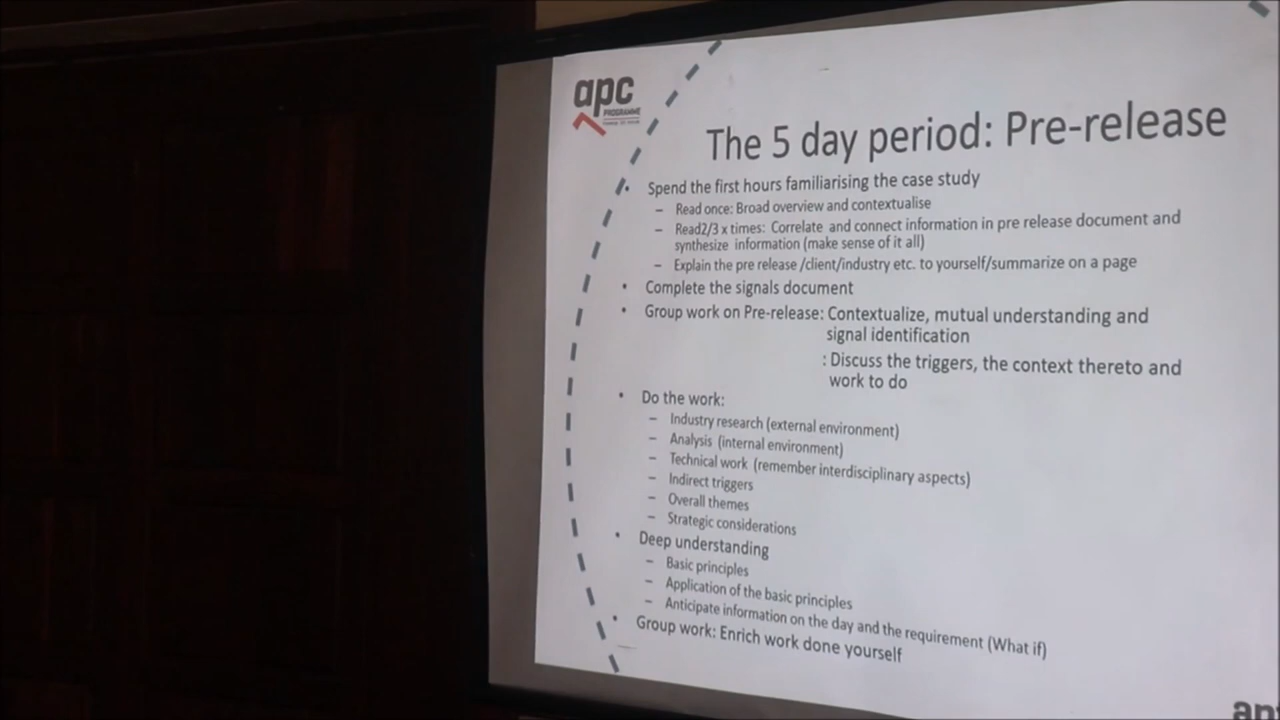 apc
PROGRAMME
The 5 day period: Pre-release
• Spend the first hours familiarising the case study
– Read once: Broad overview and contextualise
– Read2/3 x times: Correlate and connect information in pre release document and
synthesize information (make sense of it all)
– Explain the pre release /client/industry etc. to yourself/summarize on a page
• Complete the signals document
• Group work on Pre-release: Contextualize, mutual understanding and
signal identification
: Discuss the triggers, the context thereto and
work to do
• Do the work:
– Industry research (external environment)
– Analysis (internal environment)
– Technical work (remember interdisciplinary aspects)
– Indirect triggers
– Overall themes
– Strategic considerations
• Deep understanding
– Basic principles
– Application of the basic principles
– Anticipate information on the day and the requirement (What if)
• Group work: Enrich work done yourself